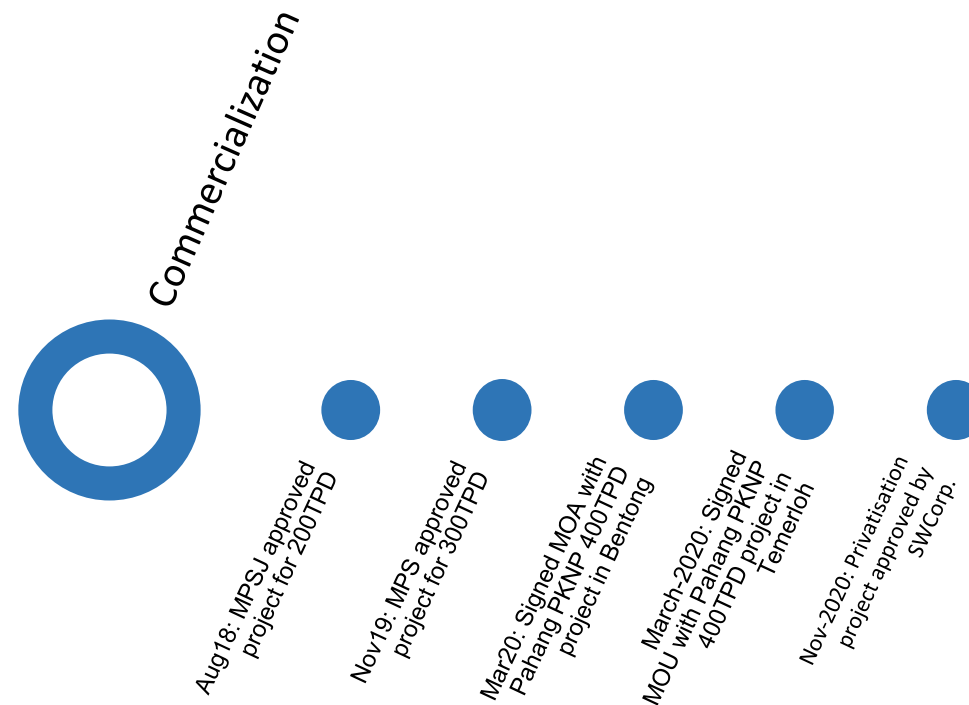 Commercialization
Aug18: MPSJ approved
project for 200TPD
Nov19: MPS approved
project for 300TPD
Mar20: Signed MOA with
Pahang PKNP 400TPD
project in Bentong
March-2020: Signed
MOU with Pahang PKNP
400TPD project in
Temerloh
Nov-2020: Privatisation
project approved by
SWCorp.